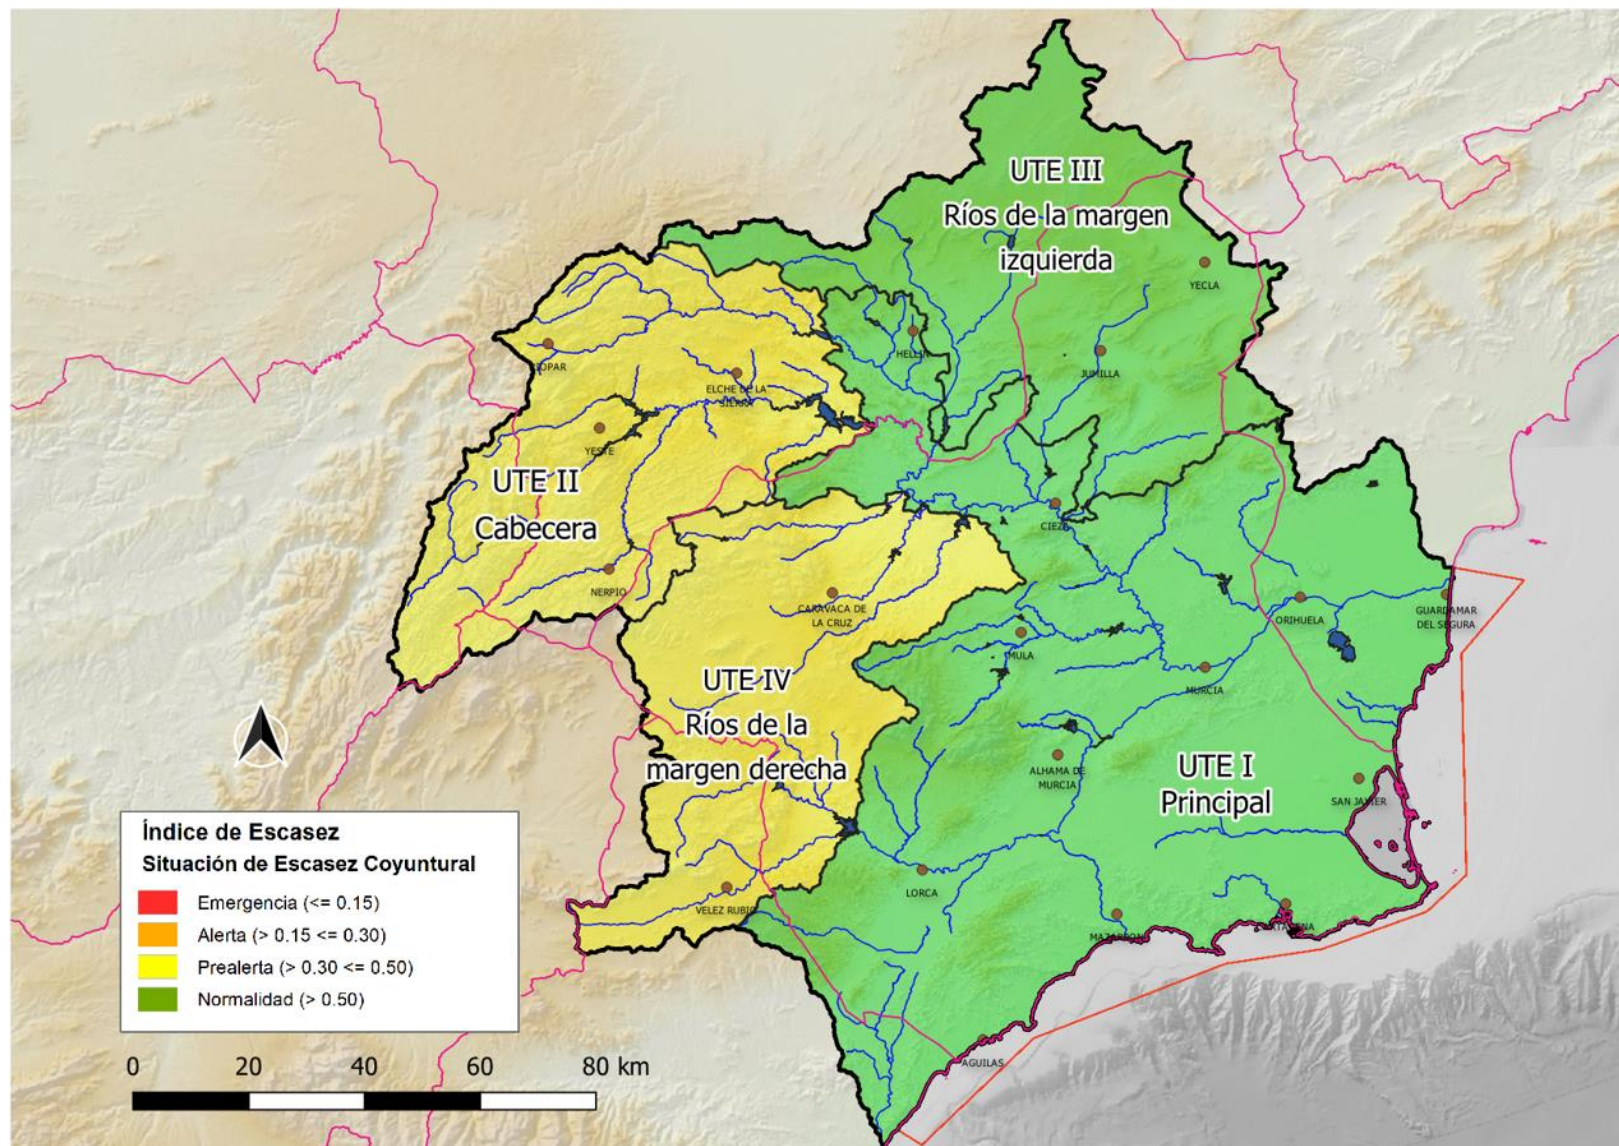 UTE III
Ríos de la margen
izquierda
YECLA
HELLÍN
RIOPAR
JUMILLA
ELCHE DE LA
SIERRA
YESTE
UTE II
Cabecera
CIEZA
NERPIO
CARAVACA DE
LA CRUZ
GUARDAMAR
DEL SEGURA
ORIHUELA
MULA
MURCIA
UTE IV
Ríos de la
margen derecha
UTE I
Principal
ALHAMA DE
MURCIA
SAN JAVIER
LORCA
VELEZ RUBIO
MAZARRON
CARTAGENA
AGUILAS
Índice de Escasez
Situación de Escasez Coyuntural
Emergencia (<= 0.15)
Alerta (> 0.15 <= 0.30)
Prealerta (> 0.30 <= 0.50)
Normalidad (> 0.50)
0 20 40 60 80 km